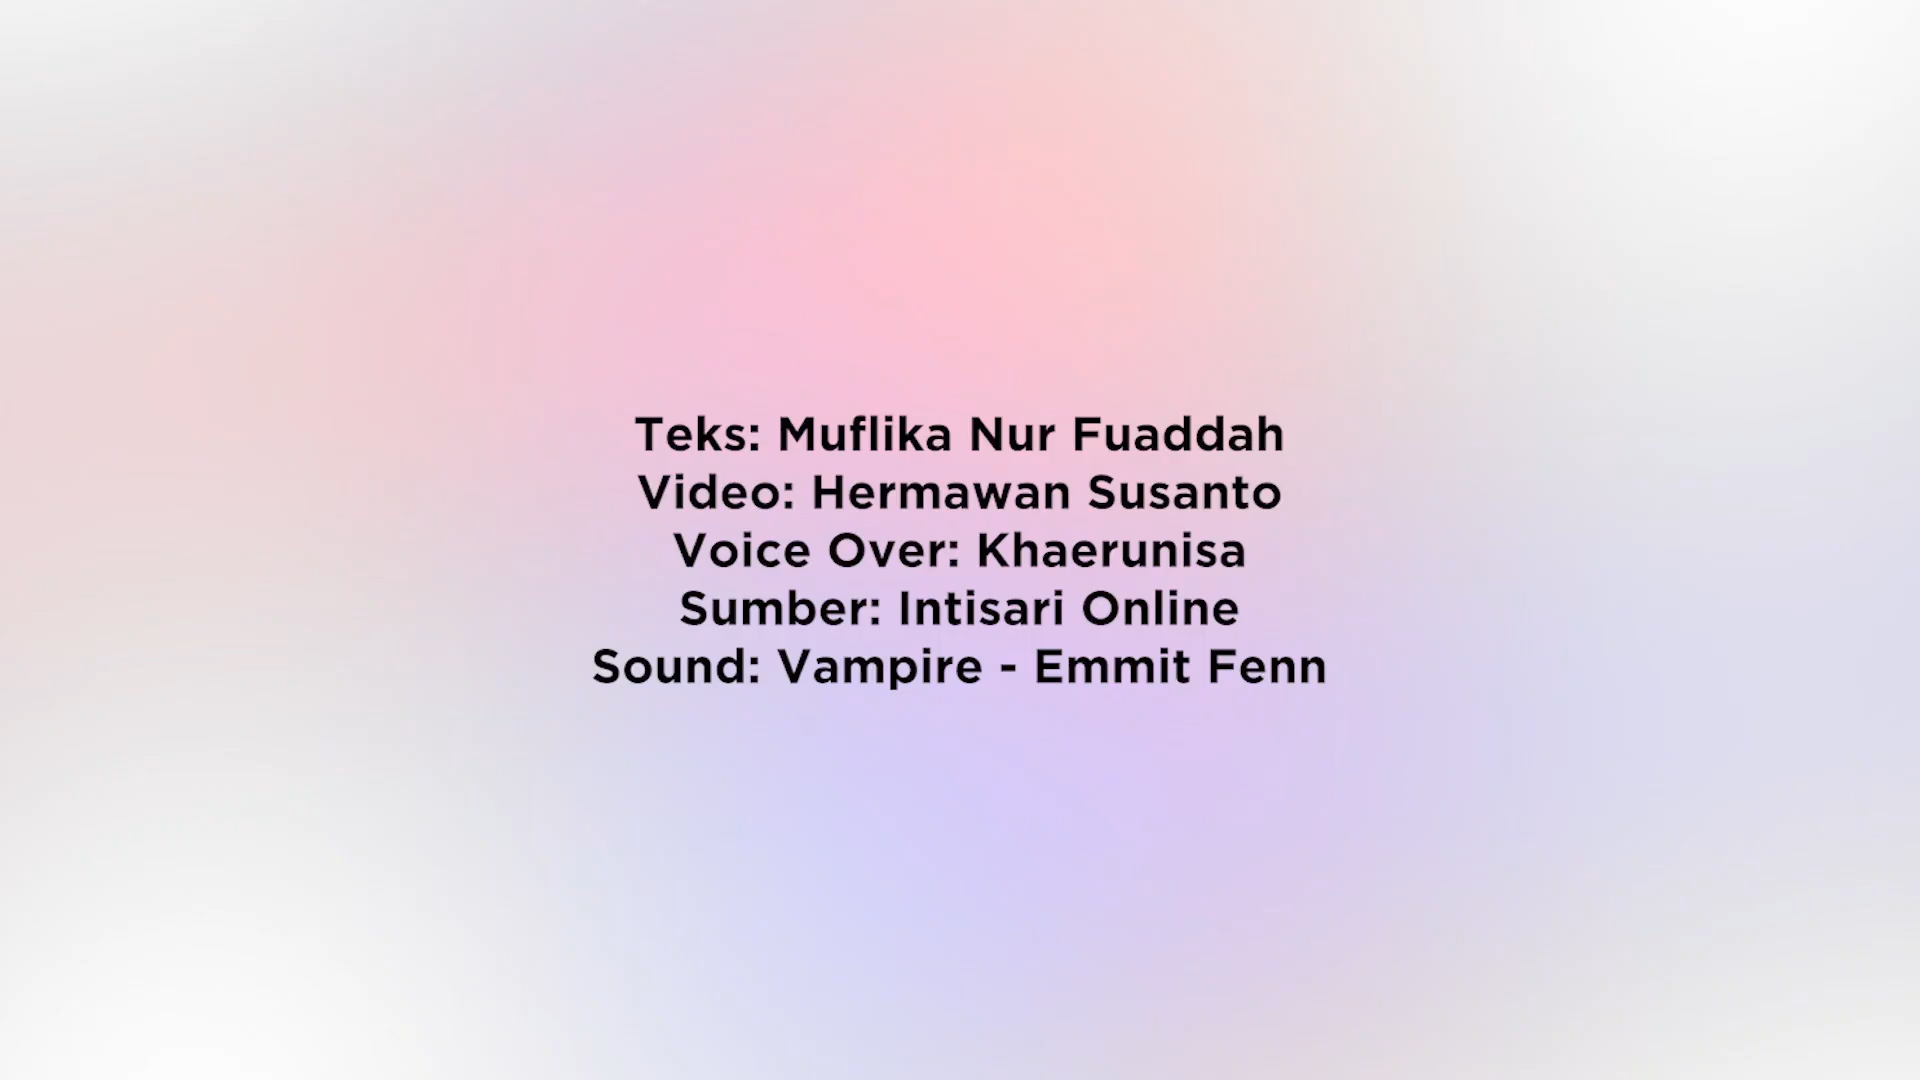 Teks: Muflika Nur Fuaddah
Video: Hermawan Susanto
Voice Over: Khaerunisa
Sumber: Intisari Online
Sound: Vampire - Emmit Fenn